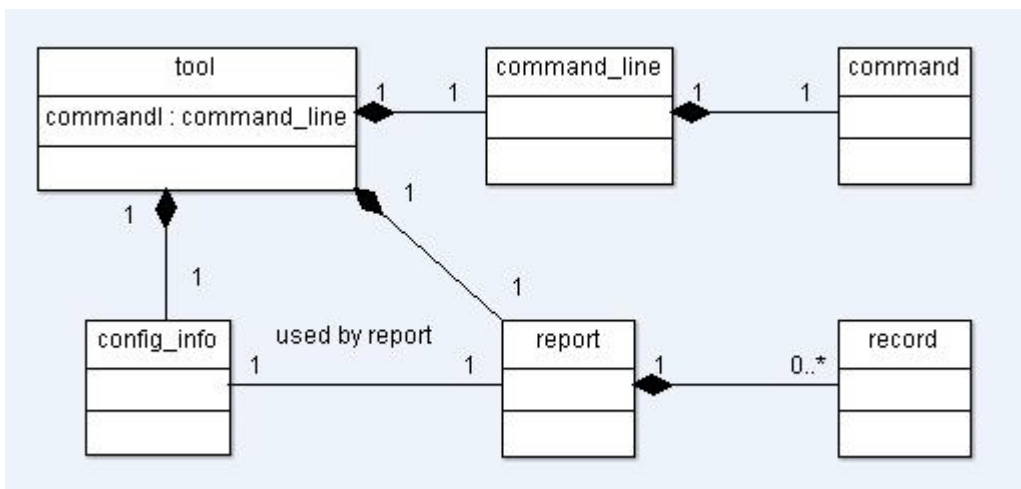 tool
command_line
command
commandl : command_line
1
1
1
1
1
1
1
1
config_info
used by report
report
record
1
1
1
0..*